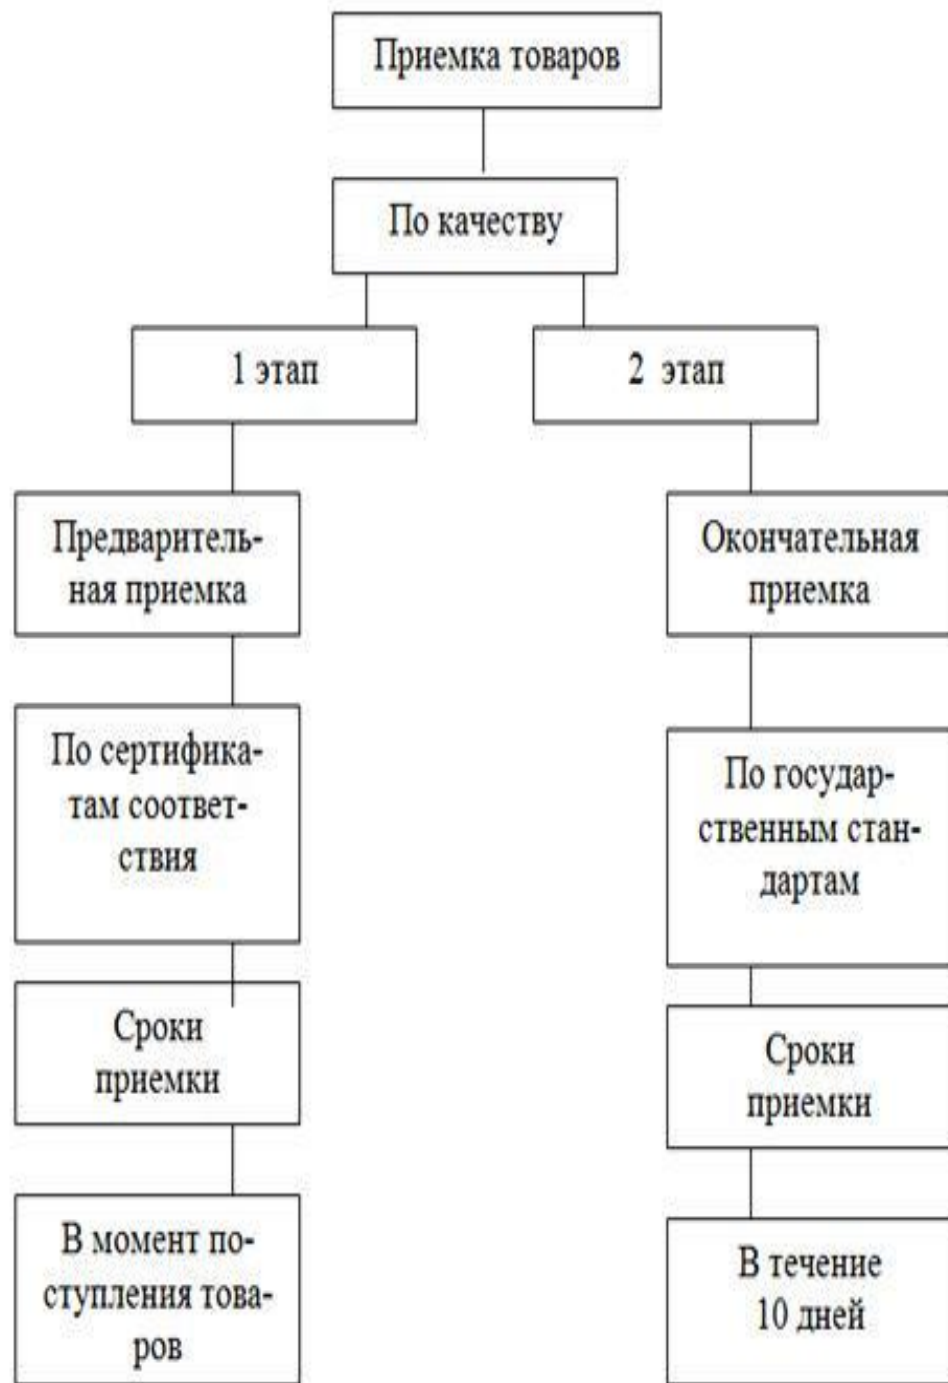 Приемка товаров
По качеству
1 этап
2 этап
Предваритель-
ная приемка
Окончательная
приемка
По сертифика-
там соответ-
ствия
По государ-
ственным стан-
дартам
Сроки
приемки
Сроки
приемки
В момент по-
ступления това-
ров
В течение
10 дней